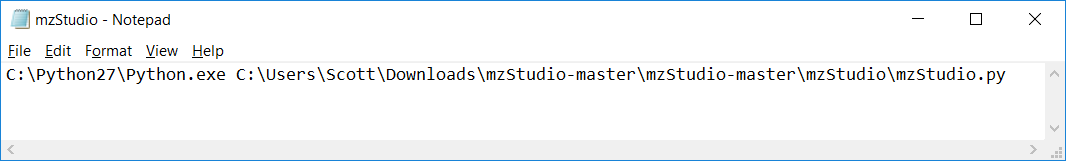 mzStudio - Notepad
File Edit Format View Help
C:\Python27\Python.exe C:\Users\Scott\Downloads\mzStudio-master\mzStudio-master\mzStudio\mzStudio.py